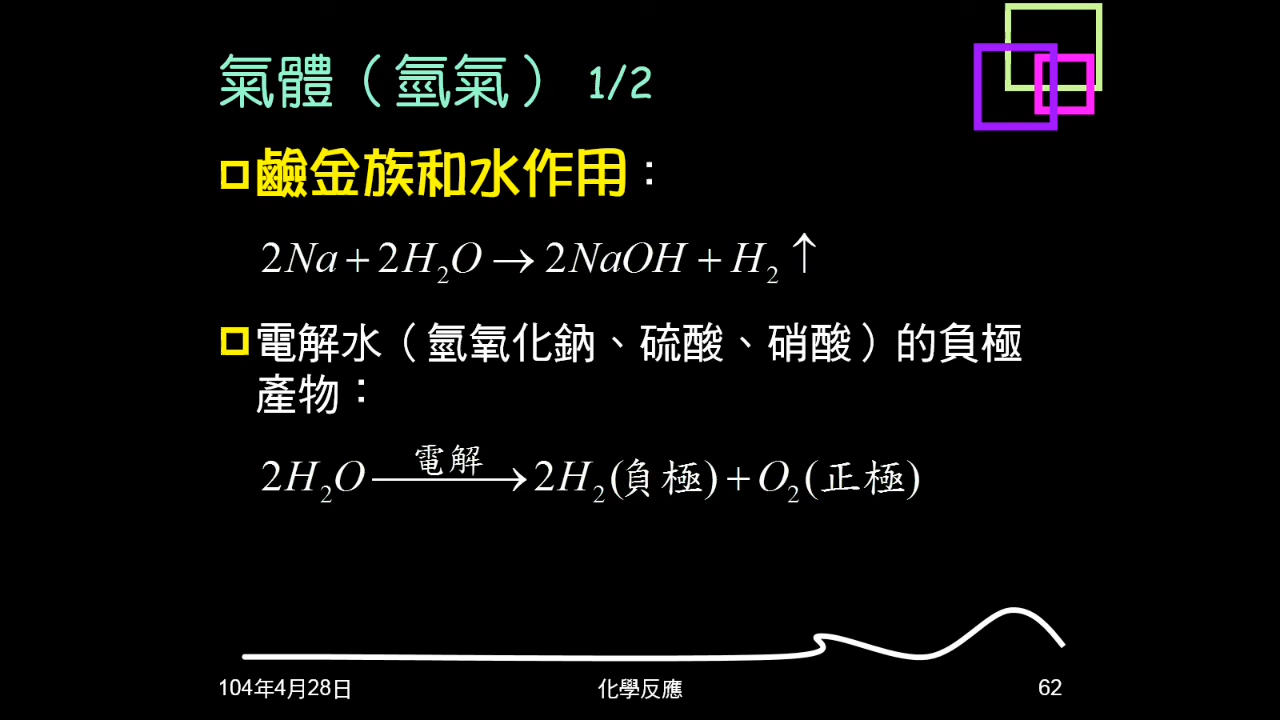 氣體（氫氣）1/2
鹼金族和水作用：
2Na+2H₂O→2NaOH+H₂↑
電解水（氫氧化鈉、硫酸、硝酸）的負極
產物：
2H₂O—電解→2H₂(負極)+O₂(正極)
104年4月28日 化學反應 62